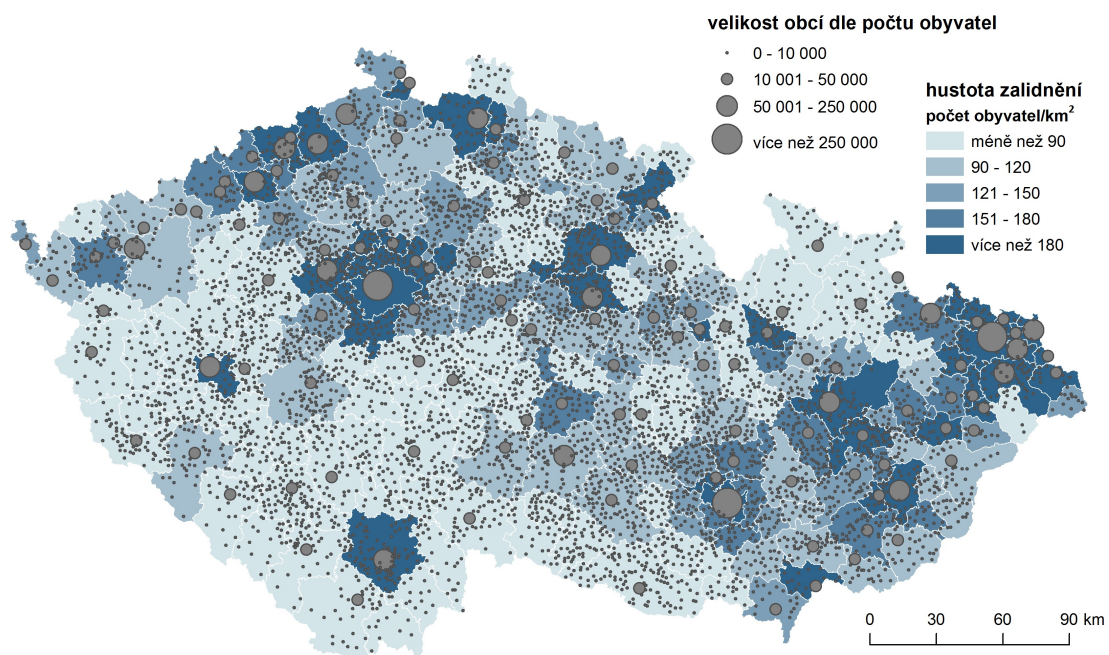 velikost obcí dle počtu obyvatel
0 - 10 000
10 001 - 50 000
50 001 - 250 000
více než 250 000
hustota zalidnění
počet obyvatel/km²
méně než 90
90 - 120
121 - 150
151 - 180
více než 180
0 30 60 90 km